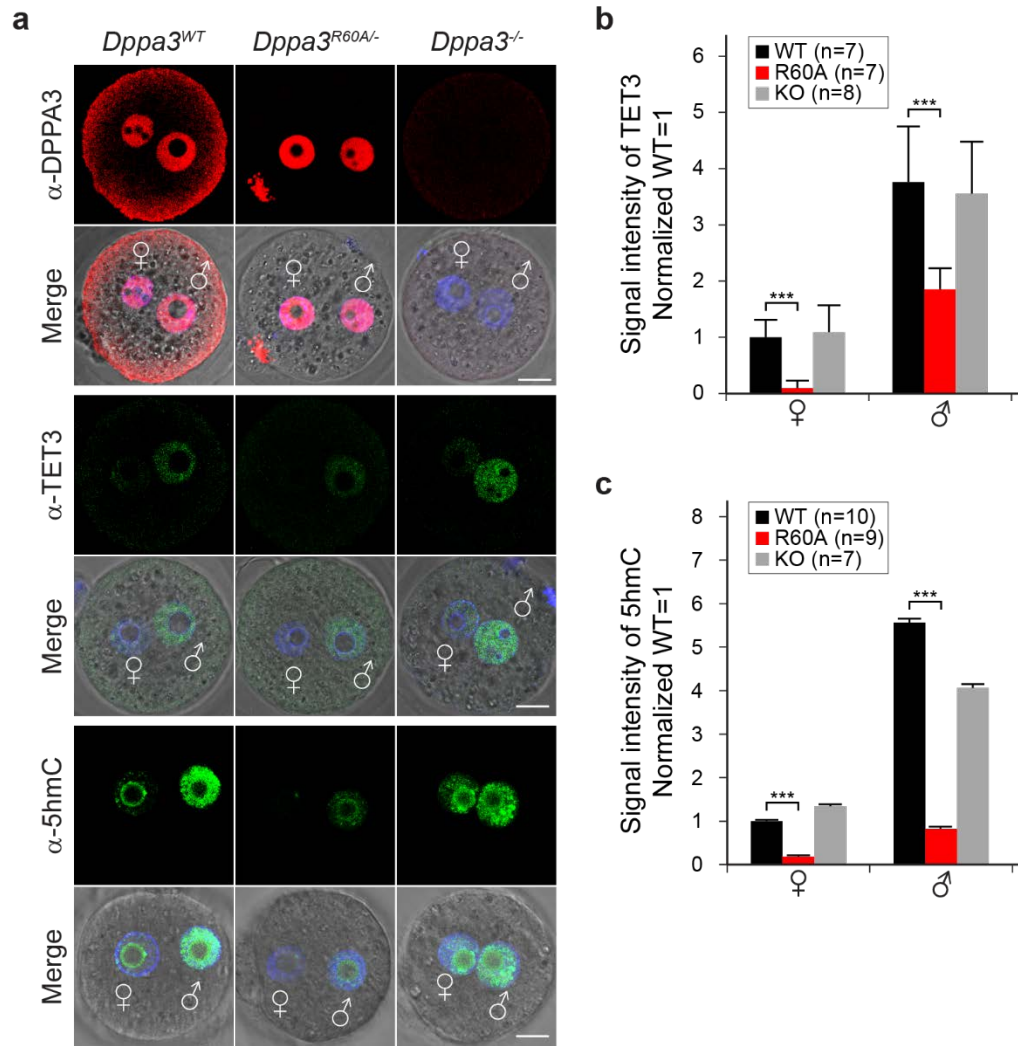 a
Dppa3WT Dppa3R60A/- Dppa3-/-
α-DPPA3
Merge
♀ ♂ ♀ ♂ ♀ ♂
α-TET3
Merge
♀ ♂ ♀ ♂ ♀ ♂
α-5hmC
Merge
♀ ♂ ♀ ♂ ♀ ♂
b
Signal intensity of TET3
Normalized WT=1
6
5
4
3
2
1
0
WT (n=7)
R60A (n=7)
KO (n=8)
***
***
♀ ♂
c
Signal intensity of 5hmC
Normalized WT=1
8
7
6
5
4
3
2
1
0
WT (n=10)
R60A (n=9)
KO (n=7)
***
***
♀ ♂